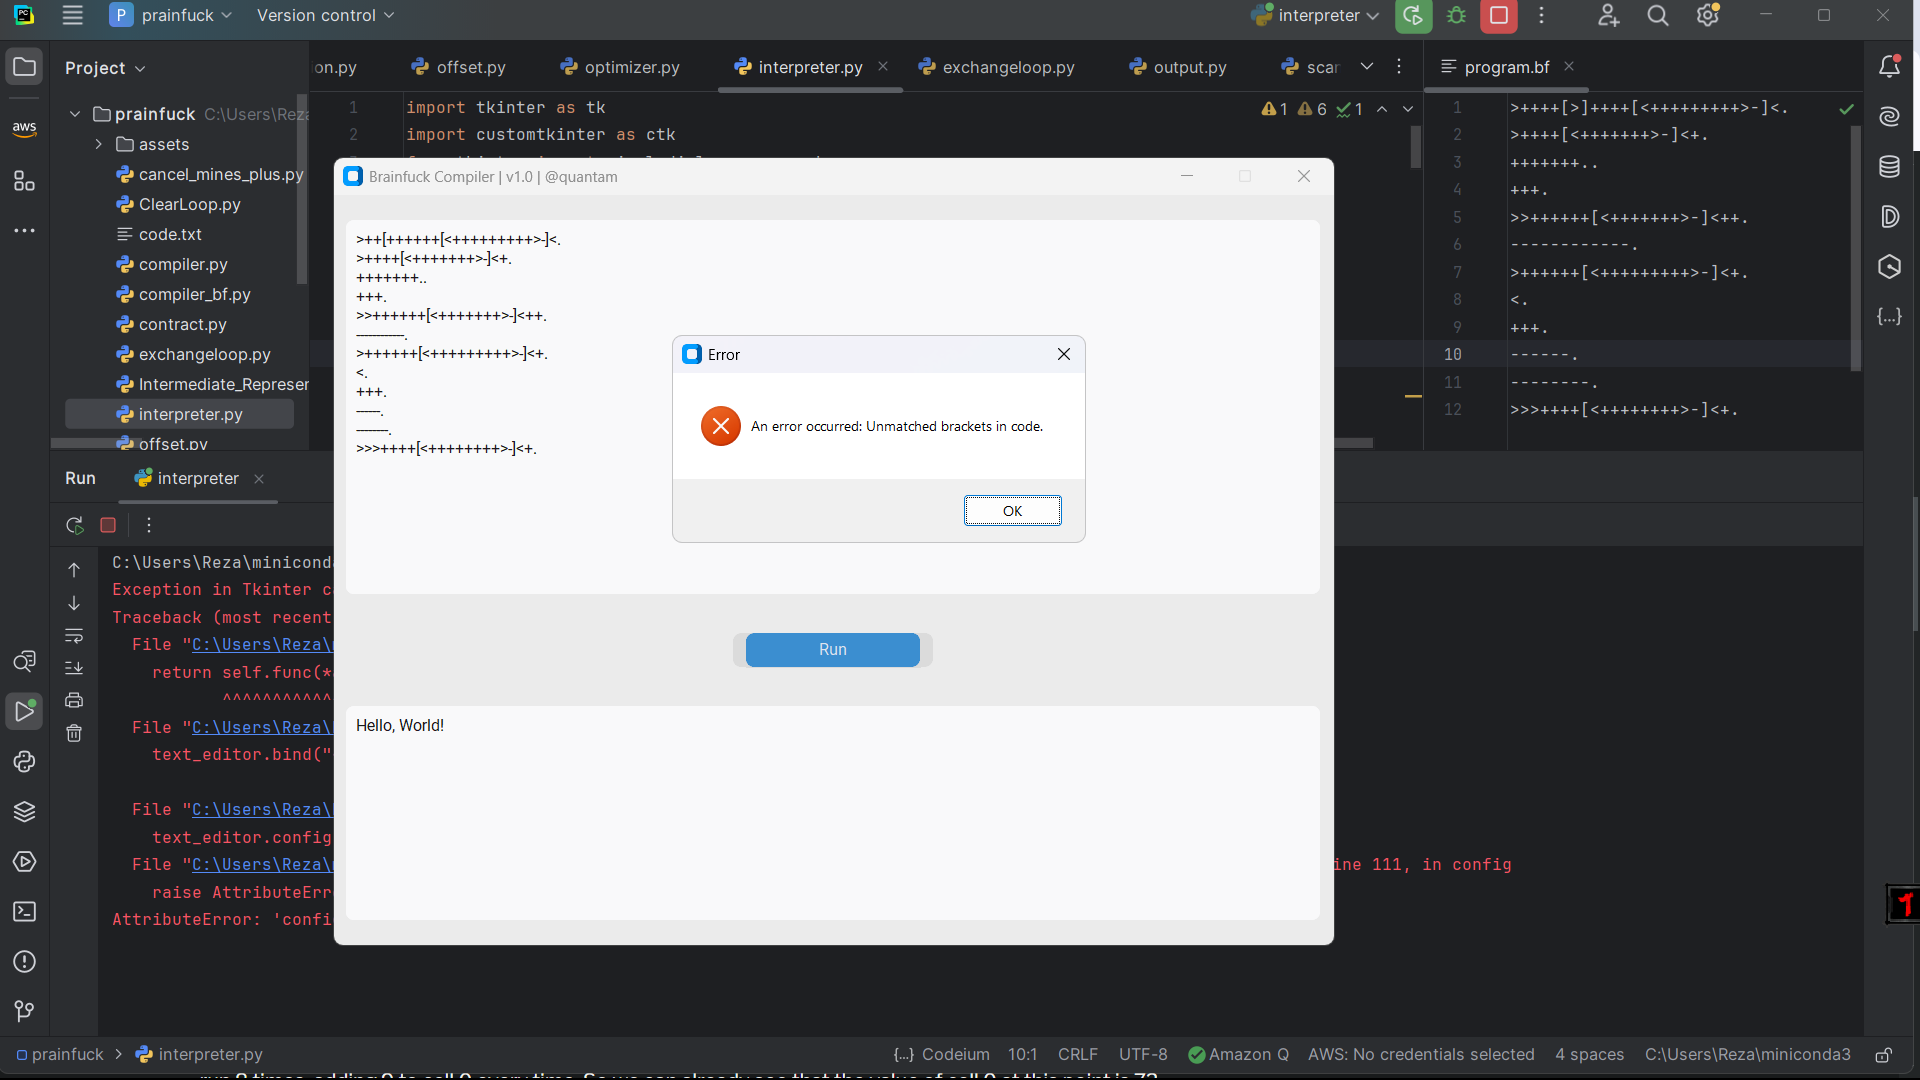 prainfuck
Version control
interpreter
Project
on.py
offset.py
optimizer.py
interpreter.py
exchangeloop.py
output.py
scar
program.bf
prainfuck C:\Users\Reza
assets
cancel_mines_plus.py
ClearLoop.py
code.txt
compiler.py
compiler_bf.py
contract.py
exchangeloop.py
Intermediate_Represer
interpreter.py
offset.py
1 import tkinter as tk
2 import customtkinter as ctk
1 6 1
1 >++++[>]++++[<+++++++++>-]<.
2 >++++[<+++++++>-]<+.
3 +++++++..
4 +++.
5 >>++++++[<+++++++>-]<++.
6 ------------.
7 >++++++[<+++++++++>-]<+.
8 <.
9 +++.
10 ------.
11 --------.
12 >>>++++[<++++++++>-]<+.
Brainfuck Compiler | v1.0 | @quantam
>++[++++++[<+++++++++>-]<.
>++++[<+++++++>-]<+.
+++++++..
+++.
>>++++++[<+++++++>-]<++.
------------.
>++++++[<+++++++++>-]<+.
<.
+++.
------.
--------.
>>>++++[<++++++++>-]<+.
Error
An error occurred: Unmatched brackets in code.
OK
Run
Hello, World!
Run
interpreter
C:\Users\Reza\minicond
Exception in Tkinter c
Traceback (most recent
File "C:\Users\Reza\
return self.func(*
^^^^^^^^^^^
File "C:\Users\Reza\
text_editor.bind("
File "C:\Users\Reza\
text_editor.config
File "C:\Users\Reza\
ine 111, in config
raise AttributeErr
AttributeError: 'confi
prainfuck > interpreter.py
{...} Codeium 10:1 CRLF UTF-8 Amazon Q AWS: No credentials selected 4 spaces C:\Users\Reza\miniconda3